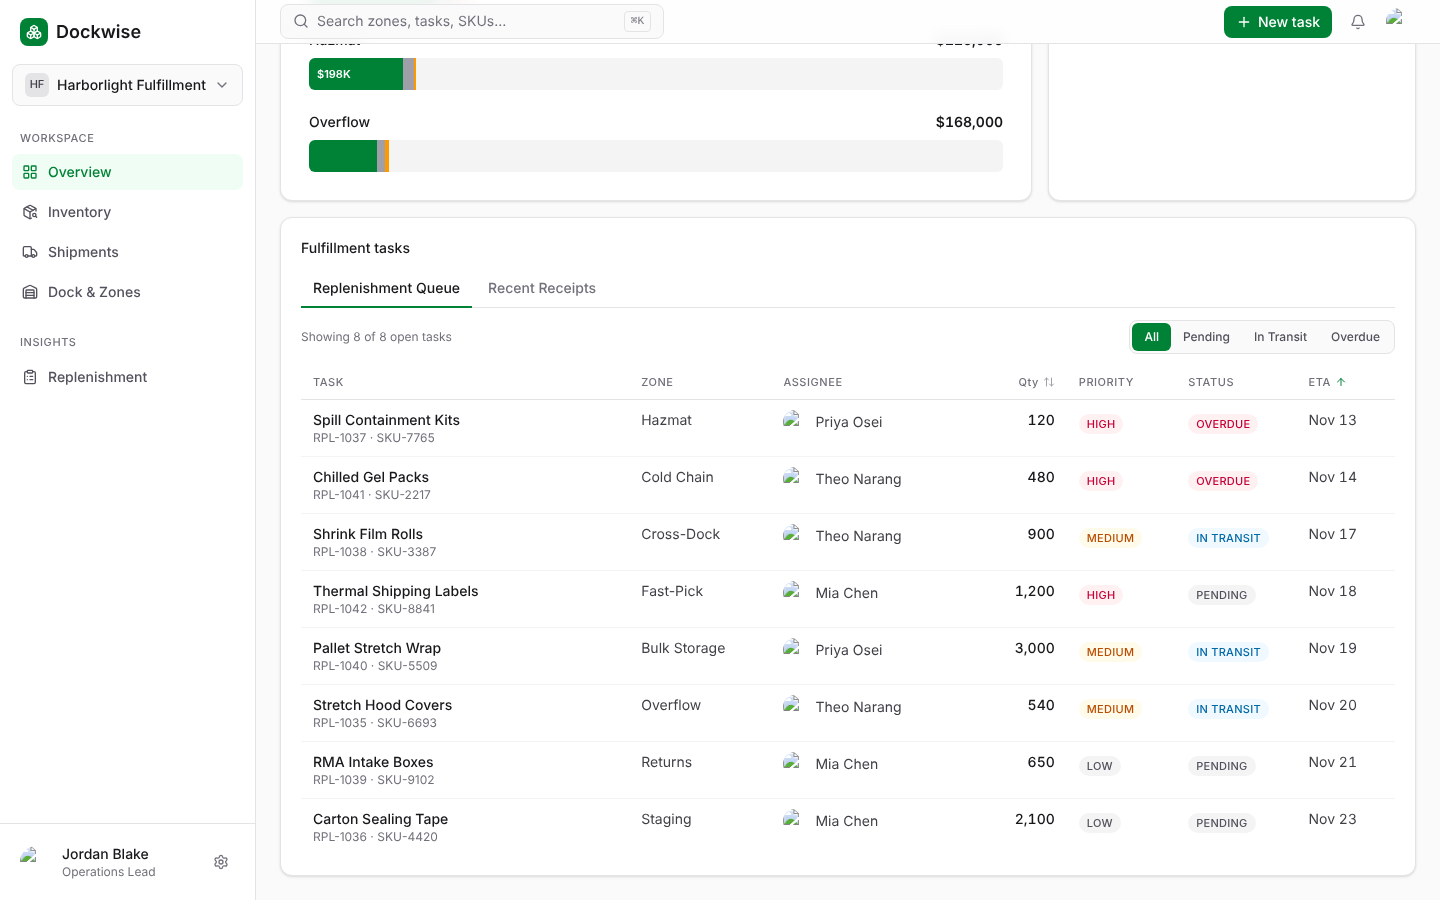 Dockwise
Search zones, tasks, SKUs...
⌘K
New task
HF
Harborlight Fulfillment
WORKSPACE
Overview
Inventory
Shipments
Dock & Zones
INSIGHTS
Replenishment
Jordan Blake
Operations Lead
$198K
Overflow
$168,000
Fulfillment tasks
Replenishment Queue
Recent Receipts
Showing 8 of 8 open tasks
All
Pending
In Transit
Overdue
TASK ZONE ASSIGNEE Qty PRIORITY STATUS ETA
Spill Containment Kits Hazmat Priya Osei 120 HIGH OVERDUE Nov 13
RPL-1037 · SKU-7765
Chilled Gel Packs Cold Chain Theo Narang 480 HIGH OVERDUE Nov 14
RPL-1041 · SKU-2217
Shrink Film Rolls Cross-Dock Theo Narang 900 MEDIUM IN TRANSIT Nov 17
RPL-1038 · SKU-3387
Thermal Shipping Labels Fast-Pick Mia Chen 1,200 HIGH PENDING Nov 18
RPL-1042 · SKU-8841
Pallet Stretch Wrap Bulk Storage Priya Osei 3,000 MEDIUM IN TRANSIT Nov 19
RPL-1040 · SKU-5509
Stretch Hood Covers Overflow Theo Narang 540 MEDIUM IN TRANSIT Nov 20
RPL-1035 · SKU-6693
RMA Intake Boxes Returns Mia Chen 650 LOW PENDING Nov 21
RPL-1039 · SKU-9102
Carton Sealing Tape Staging Mia Chen 2,100 LOW PENDING Nov 23
RPL-1036 · SKU-4420